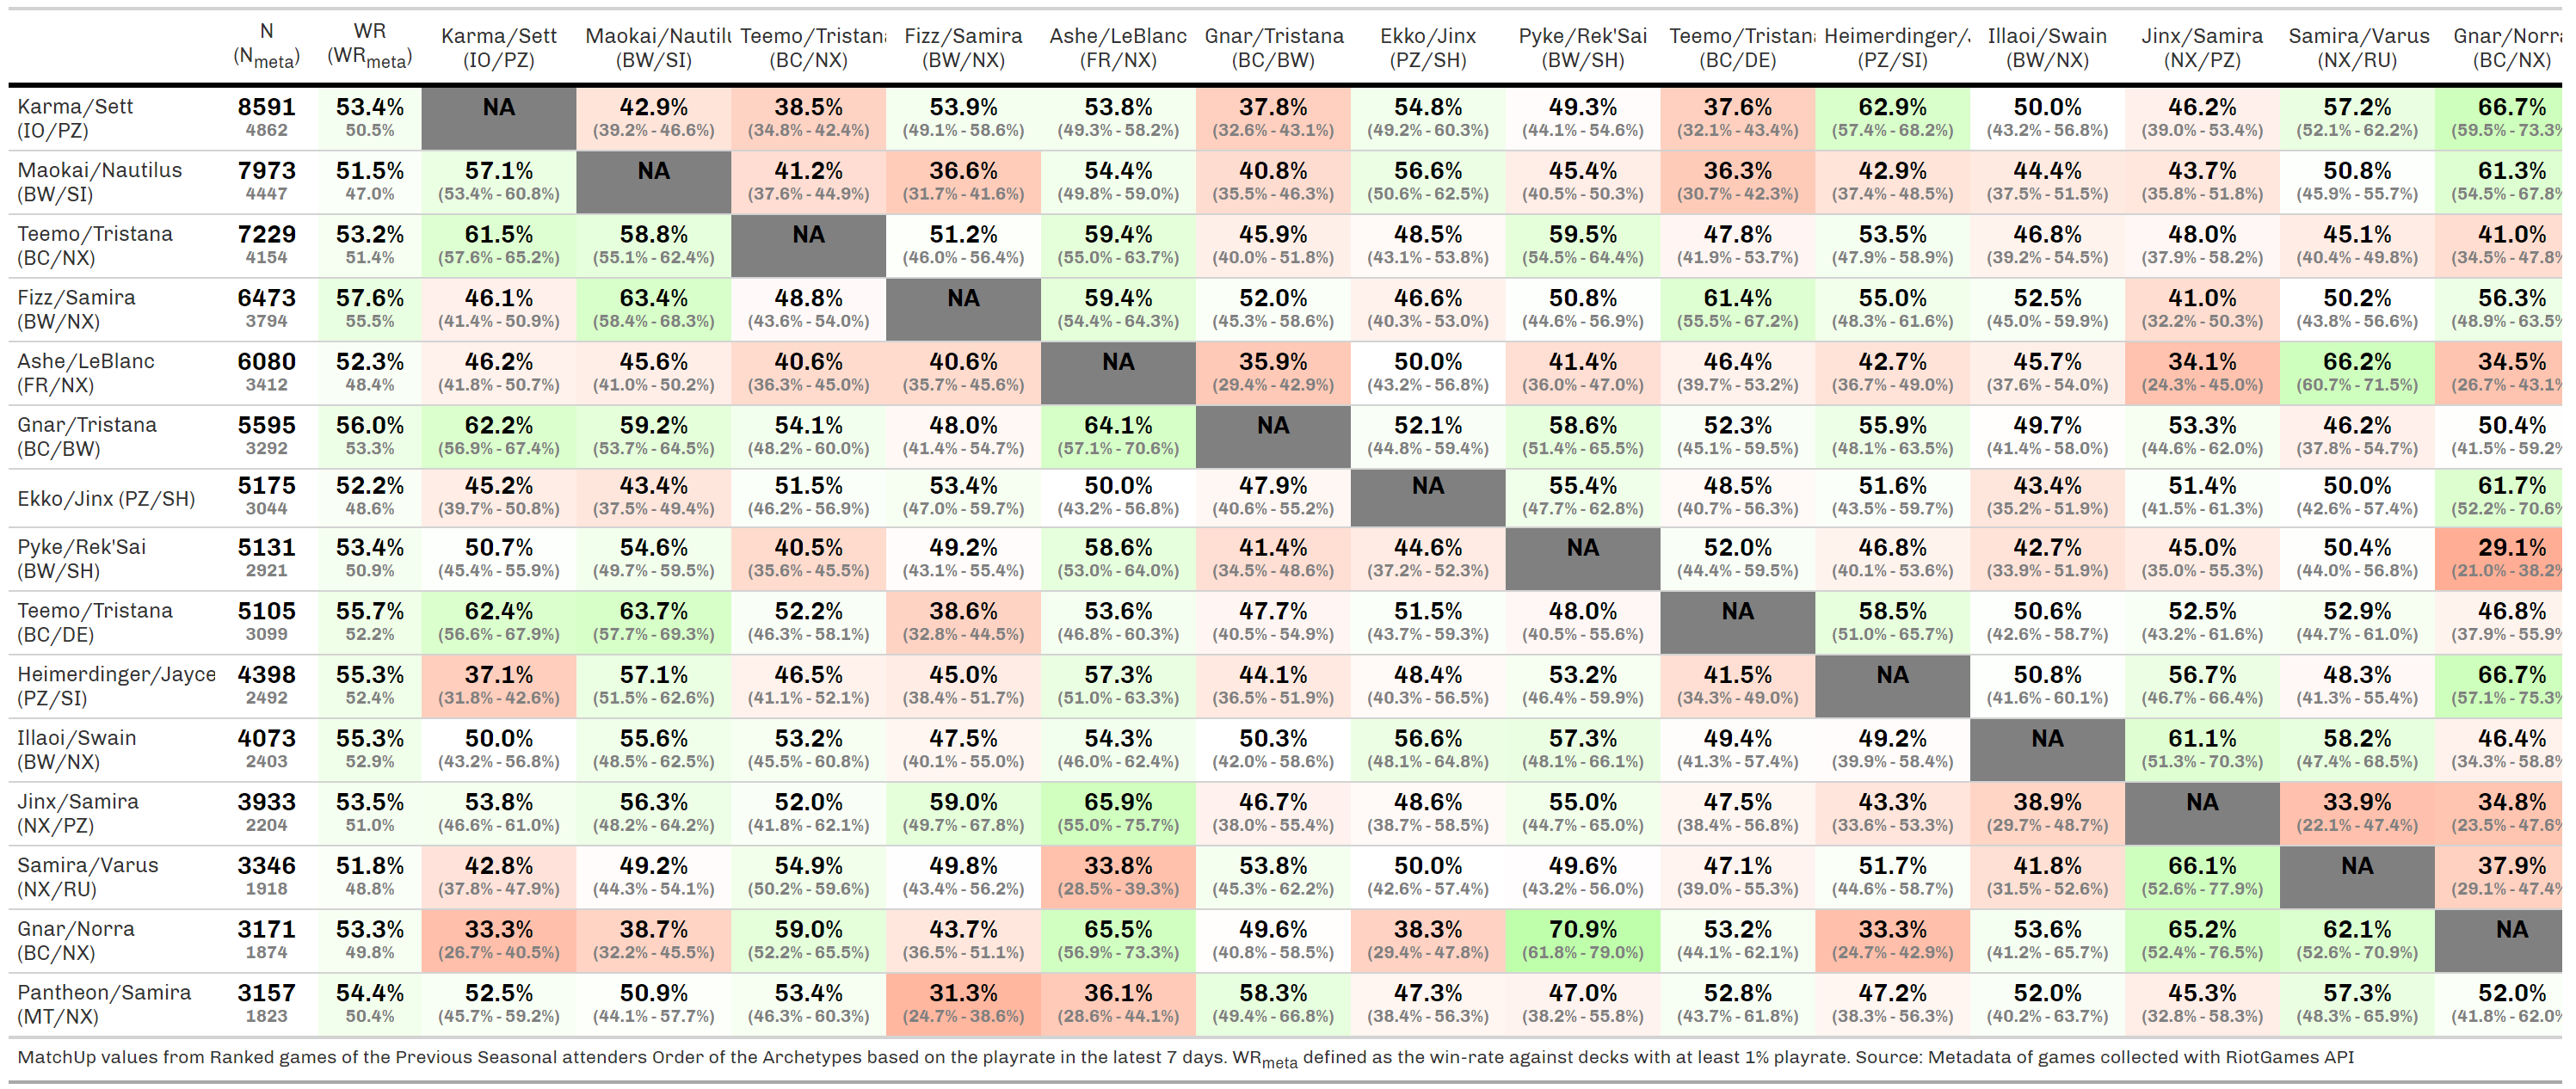 N WR Karma/Sett Maokai/Nautil Teemo/Tristana Fizz/Samira Ashe/LeBlanc Gnar/Tristana Ekko/Jinx Pyke/Rek'Sai Teemo/Tristana Heimerdinger/ Illaoi/Swain Jinx/Samira Samira/Varus Gnar/Norra
(Nmeta) (WRmeta) (IO/PZ) (BW/SI) (BC/NX) (BW/NX) (FR/NX) (BC/BW) (PZ/SH) (BW/SH) (BC/DE) (PZ/SI) (BW/NX) (NX/PZ) (NX/RU) (BC/NX)
Karma/Sett 8591 53.4% NA 42.9% 38.5% 53.9% 53.8% 37.8% 54.8% 49.3% 37.6% 62.9% 50.0% 46.2% 57.2% 66.7%
(IO/PZ) 4862 50.5% (39.2% - 46.6%) (34.8% - 42.4%) (49.1% - 58.6%) (49.3% - 58.2%) (32.6% - 43.1%) (49.2% - 60.3%) (44.1% - 54.6%) (32.1% - 43.4%) (57.4% - 68.2%) (43.2% - 56.8%) (39.0% - 53.4%) (52.1% - 62.2%) (59.5% - 73.3%
Maokai/Nautilus 7973 51.5% 57.1% NA 41.2% 36.6% 54.4% 40.8% 56.6% 45.4% 36.3% 42.9% 44.4% 43.7% 50.8% 61.3%
(BW/SI) 4447 47.0% (53.4% - 60.8%) (37.6% - 44.9%) (31.7% - 41.6%) (49.8% - 59.0%) (35.5% - 46.3%) (50.6% - 62.5%) (40.5% - 50.3%) (30.7% - 42.3%) (37.4% - 48.5%) (37.5% - 51.5%) (35.8% - 51.8%) (45.9% - 55.7%) (54.5% - 67.8%
Teemo/Tristana 7229 53.2% 61.5% 58.8% NA 51.2% 59.4% 45.9% 48.5% 59.5% 47.8% 53.5% 46.8% 48.0% 45.1% 41.0%
(BC/NX) 4154 51.4% (57.6% - 65.2%) (55.1% - 62.4%) (46.0% - 56.4%) (55.0% - 63.7%) (40.0% - 51.8%) (43.1% - 53.8%) (54.5% - 64.4%) (41.9% - 53.7%) (47.9% - 58.9%) (39.2% - 54.5%) (37.9% - 58.2%) (40.4% - 49.8%) (34.5% - 47.8%
Fizz/Samira 6473 57.6% 46.1% 63.4% 48.8% NA 59.4% 52.0% 46.6% 50.8% 61.4% 55.0% 52.5% 41.0% 50.2% 56.3%
(BW/NX) 3794 55.5% (41.4% - 50.9%) (58.4% - 68.3%) (43.6% - 54.0%) (54.4% - 64.3%) (45.3% - 58.6%) (40.3% - 53.0%) (44.6% - 56.9%) (55.5% - 67.2%) (48.3% - 61.6%) (45.0% - 59.9%) (32.2% - 50.3%) (43.8% - 56.6%) (48.9% - 63.5%
Ashe/LeBlanc 6080 52.3% 46.2% 45.6% 40.6% 40.6% NA 35.9% 50.0% 41.4% 46.4% 42.7% 45.7% 34.1% 66.2% 34.5%
(FR/NX) 3412 48.4% (41.8% - 50.7%) (41.0% - 50.2%) (36.3% - 45.0%) (35.7% - 45.6%) (29.4% - 42.9%) (43.2% - 56.8%) (36.0% - 47.0%) (39.7% - 53.2%) (36.7% - 49.0%) (37.6% - 54.0%) (24.3% - 45.0%) (60.7% - 71.5%) (26.7% - 43.1%
Gnar/Tristana 5595 56.0% 62.2% 59.2% 54.1% 48.0% 64.1% NA 52.1% 58.6% 52.3% 55.9% 49.7% 53.3% 46.2% 50.4%
(BC/BW) 3292 53.3% (56.9% - 67.4%) (53.7% - 64.5%) (48.2% - 60.0%) (41.4% - 54.7%) (57.1% - 70.6%) (44.8% - 59.4%) (51.4% - 65.5%) (45.1% - 59.5%) (48.1% - 63.5%) (41.4% - 58.0%) (44.6% - 62.0%) (37.8% - 54.7%) (41.5% - 59.2%
Ekko/Jinx (PZ/SH) 5175 52.2% 45.2% 43.4% 51.5% 53.4% 50.0% 47.9% NA 55.4% 48.5% 51.6% 43.4% 51.4% 50.0% 61.7%
3044 48.6% (39.7% - 50.8%) (37.5% - 49.4%) (46.2% - 56.9%) (47.0% - 59.7%) (43.2% - 56.8%) (40.6% - 55.2%) (47.7% - 62.8%) (40.7% - 56.3%) (43.5% - 59.7%) (35.2% - 51.9%) (41.5% - 61.3%) (42.6% - 57.4%) (52.2% - 70.6%
Pyke/Rek'Sai 5131 53.4% 50.7% 54.6% 40.5% 49.2% 58.6% 41.4% 44.6% NA 52.0% 46.8% 42.7% 45.0% 50.4% 29.1%
(BW/SH) 2921 50.9% (45.4% - 55.9%) (49.7% - 59.5%) (35.6% - 45.5%) (43.1% - 55.4%) (53.0% - 64.0%) (34.5% - 48.6%) (37.2% - 52.3%) (44.4% - 59.5%) (40.1% - 53.6%) (33.9% - 51.9%) (35.0% - 55.3%) (44.0% - 56.8%) (21.0% - 38.2%
Teemo/Tristana 5105 55.7% 62.4% 63.7% 52.2% 38.6% 53.6% 47.7% 51.5% 48.0% NA 58.5% 50.6% 52.5% 52.9% 46.8%
(BC/DE) 3099 52.2% (56.6% - 67.9%) (57.7% - 69.3%) (46.3% - 58.1%) (32.8% - 44.5%) (46.8% - 60.3%) (40.5% - 54.9%) (43.7% - 59.3%) (40.5% - 55.6%) (51.0% - 65.7%) (42.6% - 58.7%) (43.2% - 61.6%) (44.7% - 61.0%) (37.9% - 55.9%
Heimerdinger/Jayce 4398 55.3% 37.1% 57.1% 46.5% 45.0% 57.3% 44.1% 48.4% 53.2% 41.5% NA 50.8% 56.7% 48.3% 66.7%
(PZ/SI) 2492 52.4% (31.8% - 42.6%) (51.5% - 62.6%) (41.1% - 52.1%) (38.4% - 51.7%) (51.0% - 63.3%) (36.5% - 51.9%) (40.3% - 56.5%) (46.4% - 59.9%) (34.3% - 49.0%) (41.6% - 60.1%) (46.7% - 66.4%) (41.3% - 55.4%) (57.1% - 75.3%
Illaoi/Swain 4073 55.3% 50.0% 55.6% 53.2% 47.5% 54.3% 50.3% 56.6% 57.3% 49.4% 49.2% NA 61.1% 58.2% 46.4%
(BW/NX) 2403 52.9% (43.2% - 56.8%) (48.5% - 62.5%) (45.5% - 60.8%) (40.1% - 55.0%) (46.0% - 62.4%) (42.0% - 58.6%) (48.1% - 64.8%) (48.1% - 66.1%) (41.3% - 57.4%) (39.9% - 58.4%) (51.3% - 70.3%) (47.4% - 68.5%) (34.3% - 58.8%
Jinx/Samira 3933 53.5% 53.8% 56.3% 52.0% 59.0% 65.9% 46.7% 48.6% 55.0% 47.5% 43.3% 38.9% NA 33.9% 34.8%
(NX/PZ) 2204 51.0% (46.6% - 61.0%) (48.2% - 64.2%) (41.8% - 62.1%) (49.7% - 67.8%) (55.0% - 75.7%) (38.0% - 55.4%) (38.7% - 58.5%) (44.7% - 65.0%) (38.4% - 56.8%) (33.6% - 53.3%) (29.7% - 48.7%) (22.1% - 47.4%) (23.5% - 47.6%
Samira/Varus 3346 51.8% 42.8% 49.2% 54.9% 49.8% 33.8% 53.8% 50.0% 49.6% 47.1% 51.7% 41.8% 66.1% NA 37.9%
(NX/RU) 1918 48.8% (37.8% - 47.9%) (44.3% - 54.1%) (50.2% - 59.6%) (43.4% - 56.2%) (28.5% - 39.3%) (45.3% - 62.2%) (42.6% - 57.4%) (43.2% - 56.0%) (39.0% - 55.3%) (44.6% - 58.7%) (31.5% - 52.6%) (52.6% - 77.9%) (29.1% - 47.4%
Gnar/Norra 3171 53.3% 33.3% 38.7% 59.0% 43.7% 65.5% 49.6% 38.3% 70.9% 53.2% 33.3% 53.6% 65.2% 62.1% NA
(BC/NX) 1874 49.8% (26.7% - 40.5%) (32.2% - 45.5%) (52.2% - 65.5%) (36.5% - 51.1%) (56.9% - 73.3%) (40.8% - 58.5%) (29.4% - 47.8%) (61.8% - 79.0%) (44.1% - 62.1%) (24.7% - 42.9%) (41.2% - 65.7%) (52.4% - 76.5%) (52.6% - 70.9%)
Pantheon/Samira 3157 54.4% 52.5% 50.9% 53.4% 31.3% 36.1% 58.3% 47.3% 47.0% 52.8% 47.2% 52.0% 45.3% 57.3% 52.0%
(MT/NX) 1823 50.4% (45.7% - 59.2%) (44.1% - 57.7%) (46.3% - 60.3%) (24.7% - 38.6%) (28.6% - 44.1%) (49.4% - 66.8%) (38.4% - 56.3%) (38.2% - 55.8%) (43.7% - 61.8%) (38.3% - 56.3%) (40.2% - 63.7%) (32.8% - 58.3%) (48.3% - 65.9%) (41.8% - 62.0%
MatchUp values from Ranked games of the Previous Seasonal attenders Order of the Archetypes based on the playrate in the latest 7 days. WRmeta defined as the win-rate against decks with at least 1% playrate. Source: Metadata of games collected with RiotGames API